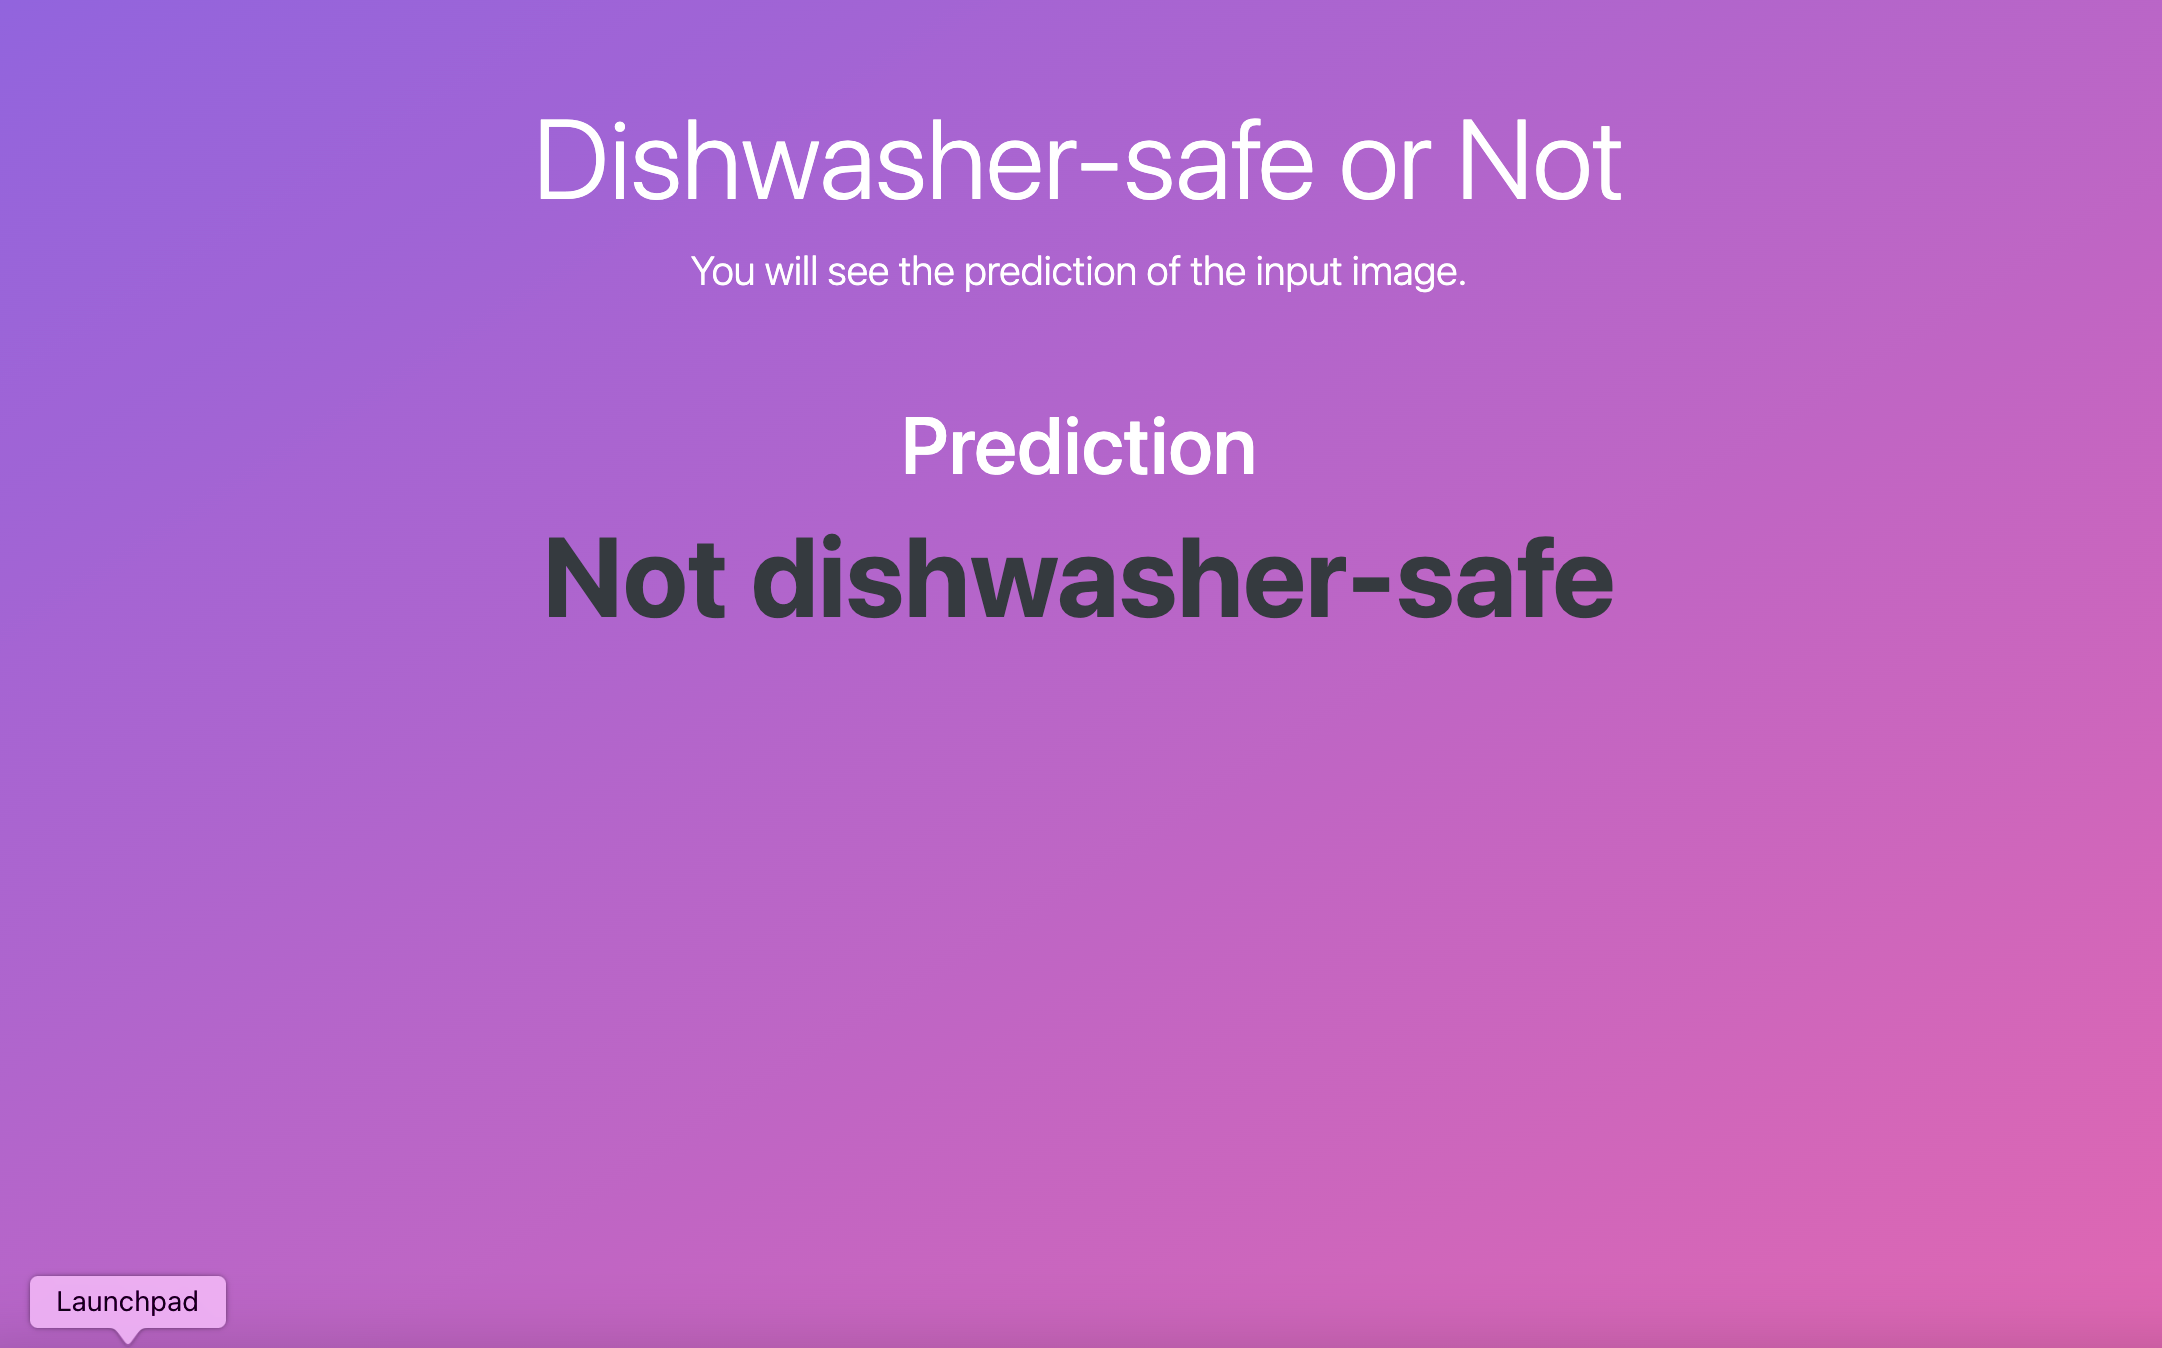 Dishwasher-safe or Not
You will see the prediction of the input image.
Prediction
Not dishwasher-safe
Launchpad